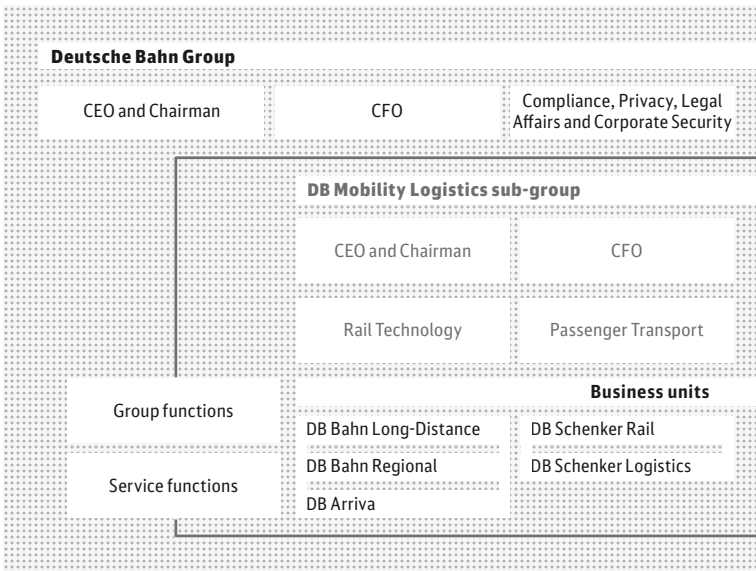 Deutsche Bahn Group
CEO and Chairman
CFO
Compliance, Privacy, Legal
Affairs and Corporate Security
DB Mobility Logistics sub-group
CEO and Chairman
CFO
Rail Technology
Passenger Transport
Group functions
Service functions
Business units
DB Bahn Long-Distance
DB Schenker Rail
DB Bahn Regional
DB Schenker Logistics
DB Arriva